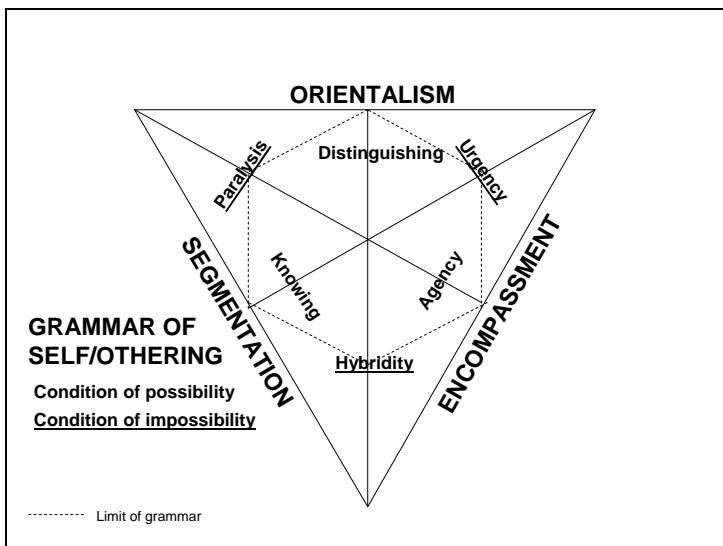 ORIENTALISM
Distinguishing
Paralysis
Urgency
SEGMENTATION
Knowing
Agency
ENCOMPASSMENT
Hybridity
GRAMMAR OF
SELF/OTHERING
Condition of possibility
Condition of impossibility
Limit of grammar